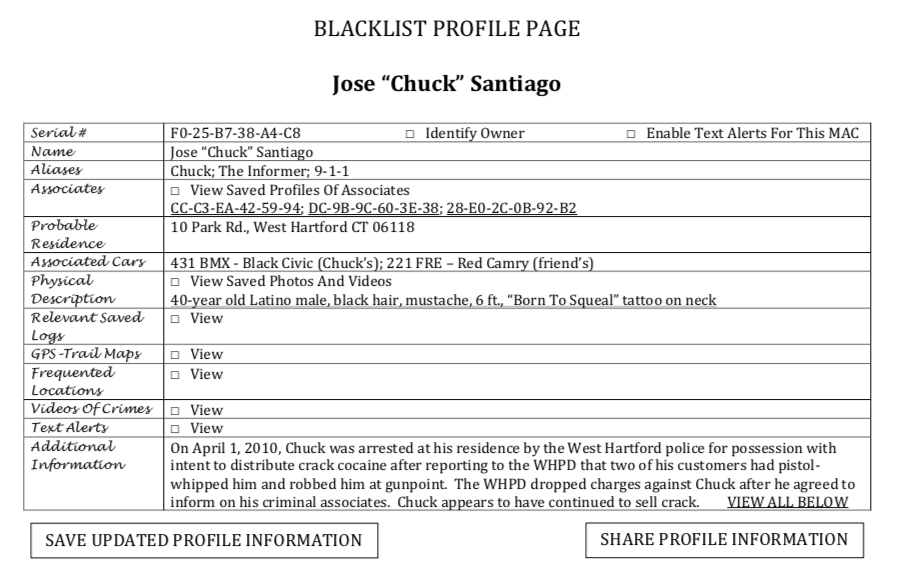 BLACKLIST PROFILE PAGE
Jose “Chuck” Santiago
Serial # F0-25-B7-38-A4-C8 □ Identify Owner □ Enable Text Alerts For This MAC
Name Jose “Chuck” Santiago
Aliases Chuck; The Informer; 9-1-1
Associates □ View Saved Profiles Of Associates
CC-C3-EA-42-59-94; DC-9B-9C-60-3E-38; 28-E0-2C-0B-92-B2
Probable 10 Park Rd., West Hartford CT 06118
Residence
Associated Cars 431 BMX - Black Civic (Chuck’s); 221 FRE – Red Camry (friend’s)
Physical □ View Saved Photos And Videos
Description 40-year old Latino male, black hair, mustache, 6 ft., “Born To Squeal” tattoo on neck
Relevant Saved □ View
Logs
GPS-Trail Maps □ View
Frequented □ View
Locations
Videos Of Crimes □ View
Text Alerts □ View
Additional On April 1, 2010, Chuck was arrested at his residence by the West Hartford police for possession with
Information intent to distribute crack cocaine after reporting to the WHPD that two of his customers had pistol-
whipped him and robbed him at gunpoint. The WHPD dropped charges against Chuck after he agreed to
inform on his criminal associates. Chuck appears to have continued to sell crack. VIEW ALL BELOW
SAVE UPDATED PROFILE INFORMATION SHARE PROFILE INFORMATION